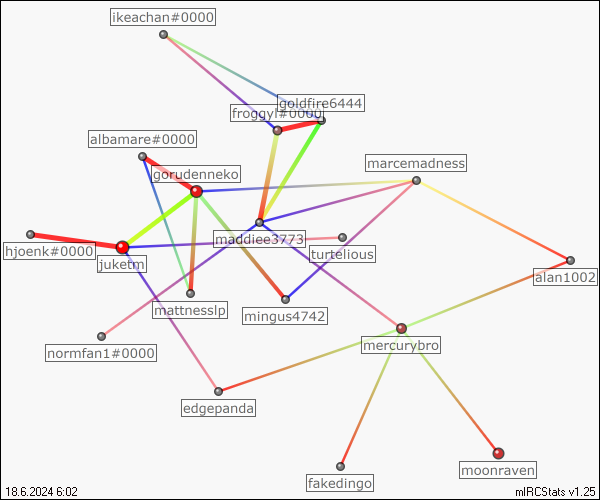 ikeachan#0000
goldfire6444
froggyl#0000
albamare#0000
marcemadness
gorudenneko
maddiee3773
hjoenk#0000
turtelious
juketm
alan1002
mattnesslp
mingus4742
mercurybro
normfan1#0000
edgepanda
moonraven
fakedingo
18.6.2024 6:02
mIRCStats v1.25